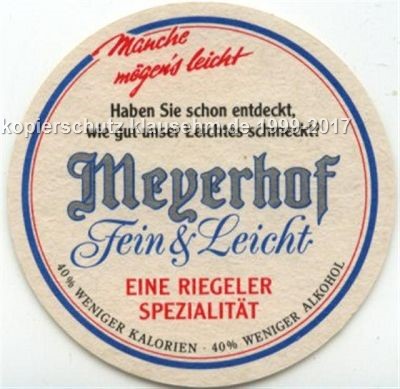 Manche
mögen's leicht
Haben Sie schon entdeckt,
wie gut unser Leichtes schmeckt?
kopierschutz klausehm.de 1999-2017
Meyerhof
Fein & Leicht
EINE RIEGELER
SPEZIALITÄT
40% WENIGER KALORIEN · 40% WENIGER ALKOHOL